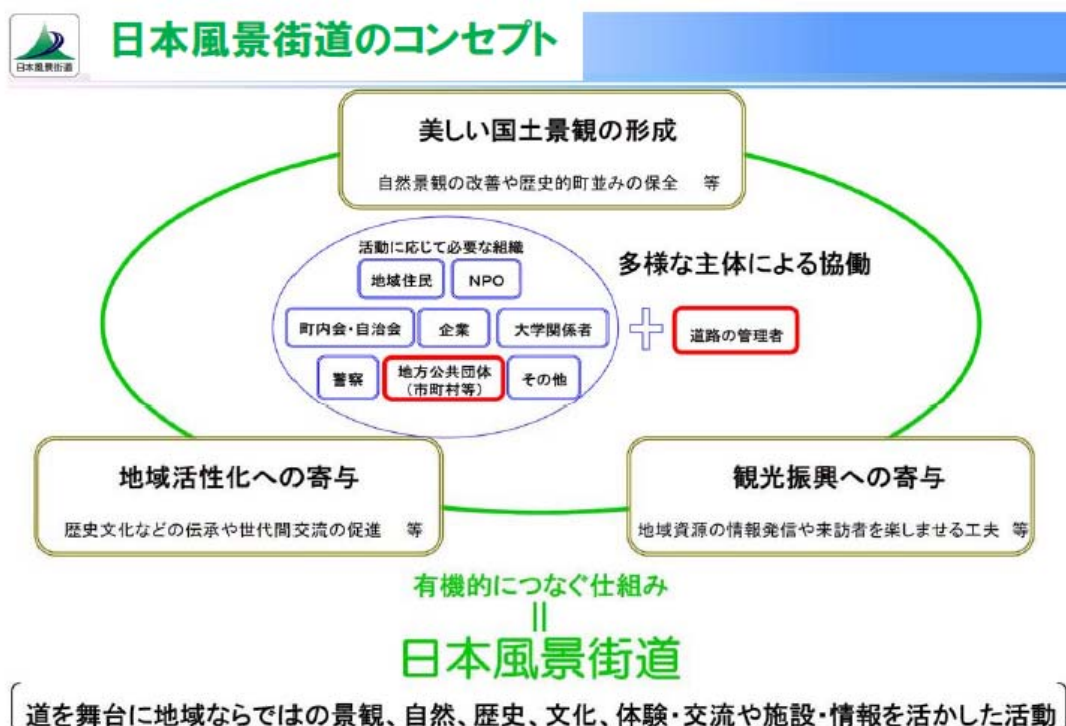 日本風景街道
日本風景街道のコンセプト
美しい国土景観の形成
自然景観の改善や歴史的町並みの保全　等
活動に応じて必要な組織
地域住民
NPO
多様な主体による協働
町内会・自治会
企業
大学関係者
道路の管理者
警察
地方公共団体
(市町村等)
その他
地域活性化への寄与
歴史文化などの伝承や世代間交流の促進　等
観光振興への寄与
地域資源の情報発信や来訪者を楽しませる工夫　等
有機的につなぐ仕組み
||
日本風景街道
道を舞台に地域ならではの景観、自然、歴史、文化、体験・交流や施設・情報を活かした活動